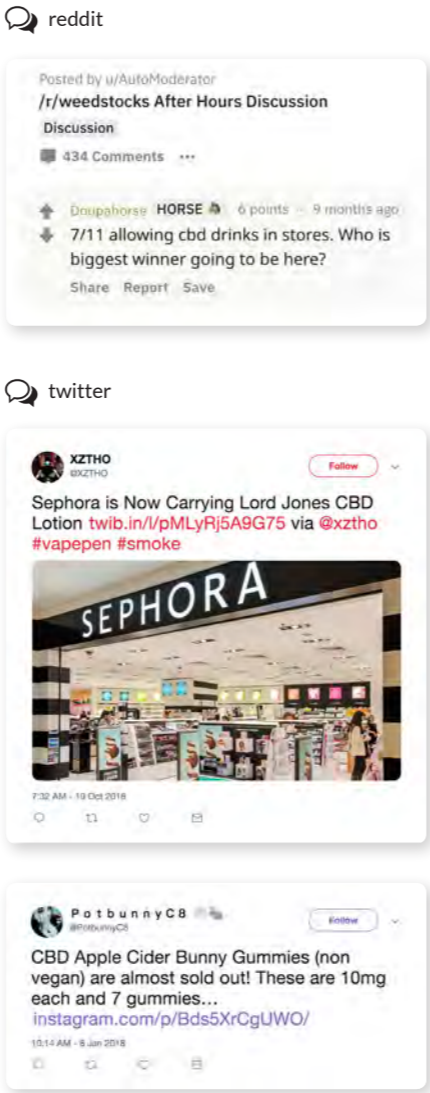 reddit
Posted by u/AutoModerator
/r/weedstocks After Hours Discussion
Discussion
434 Comments ...
Doupahorse HORSE 6 points - 9 months ago
7/11 allowing cbd drinks in stores. Who is
biggest winner going to be here?
Share Report Save
twitter
XZTHO
@XZTHO
Follow
Sephora is Now Carrying Lord Jones CBD
Lotion twib.in/l/pMLyRj5A9G75 via @xztho
#vapepen #smoke
SEPHORA
7:32 AM - 19 Oct 2018
PotbunnyC8
@PotbunnyC8
Follow
CBD Apple Cider Bunny Gummies (non
vegan) are almost sold out! These are 10mg
each and 7 gummies...
instagram.com/p/Bds5XrCgUWO/
10:14 AM - 8 Jan 2018